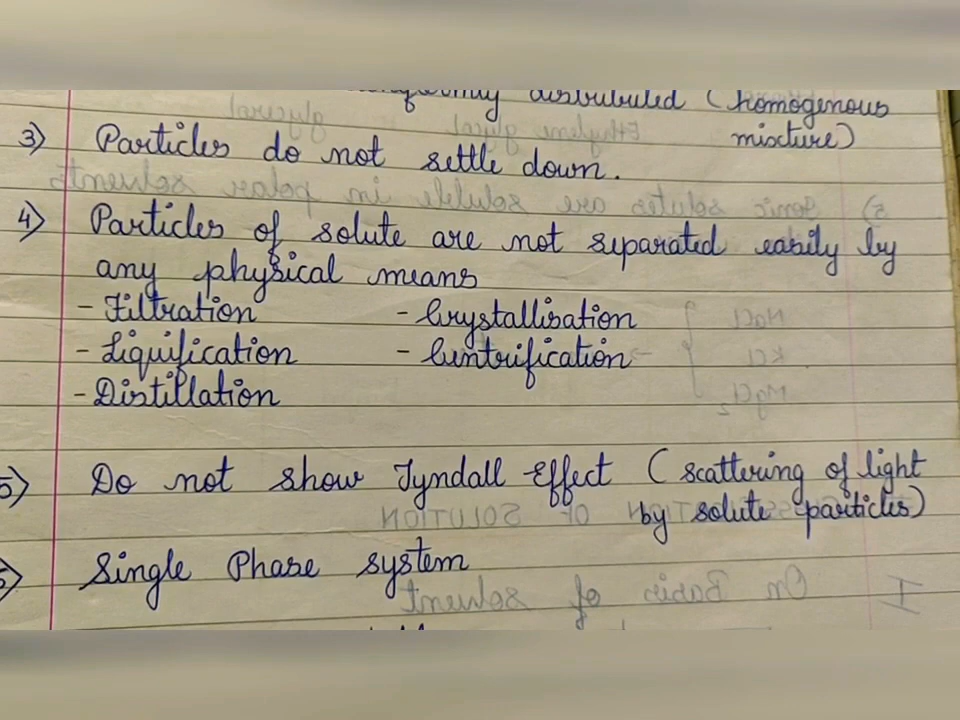 distributed (homogenous
mixture)
3) Particles do not settle down.
4) Particles of solute are not separated easily by
any physical means
- Filtration - Crystallisation
- Liquification - Centrification
- Distillation
5) Do not show Tyndall Effect (scattering of light
by solute particles)
Single Phase system